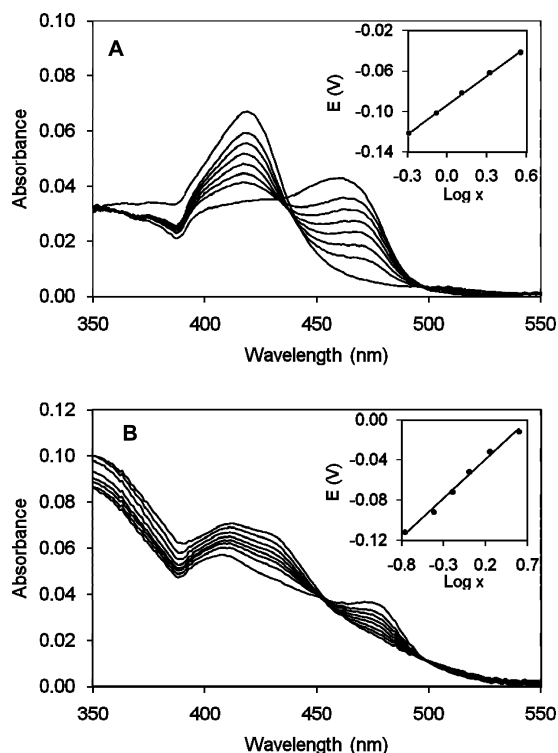 A
0.10
0.08
0.06
0.04
0.02
0.00
Absorbance
350 400 450 500 550
Wavelength (nm)
-0.02
-0.06
-0.10
-0.14
E (V)
-0.3 0.0 0.3 0.6
Log x
B
0.12
0.10
0.08
0.06
0.04
0.02
0.00
Absorbance
350 400 450 500 550
Wavelength (nm)
0.00
-0.04
-0.08
-0.12
E (V)
-0.8 -0.3 0.2 0.7
Log x